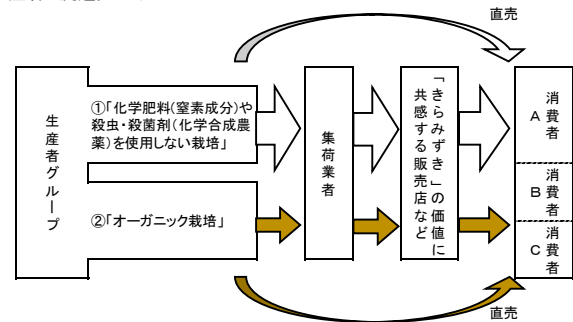 直売
生産者グループ
①「化学肥料(窒素成分)や
殺虫・殺菌剤(化学合成農
薬)を使用しない栽培」
②「オーガニック栽培」
集荷業者
「きらみずき」の価値に
共感する販売店など
消費者
A
消費者
B
消費者
C
直売